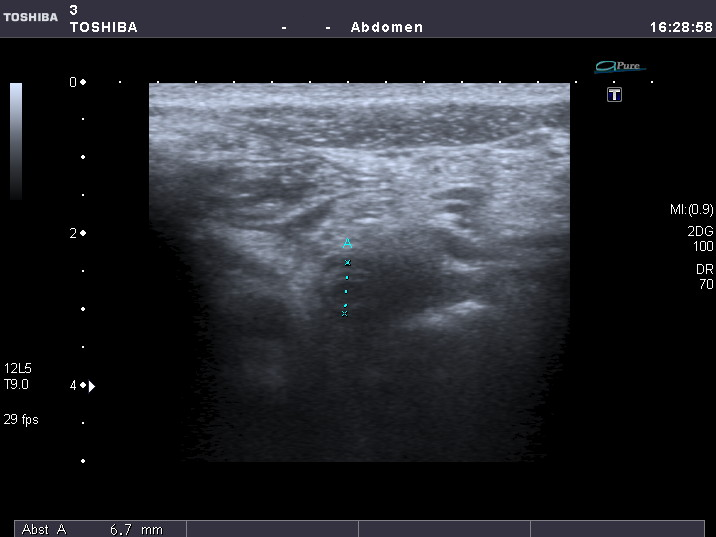 TOSHIBA
3
TOSHIBA - - Abdomen 16:28:58
aPure
T
0
2
4
A
MI:(0.9)
2DG
100
DR
70
12L5
T9.0
29 fps
Abst A 6.7 mm